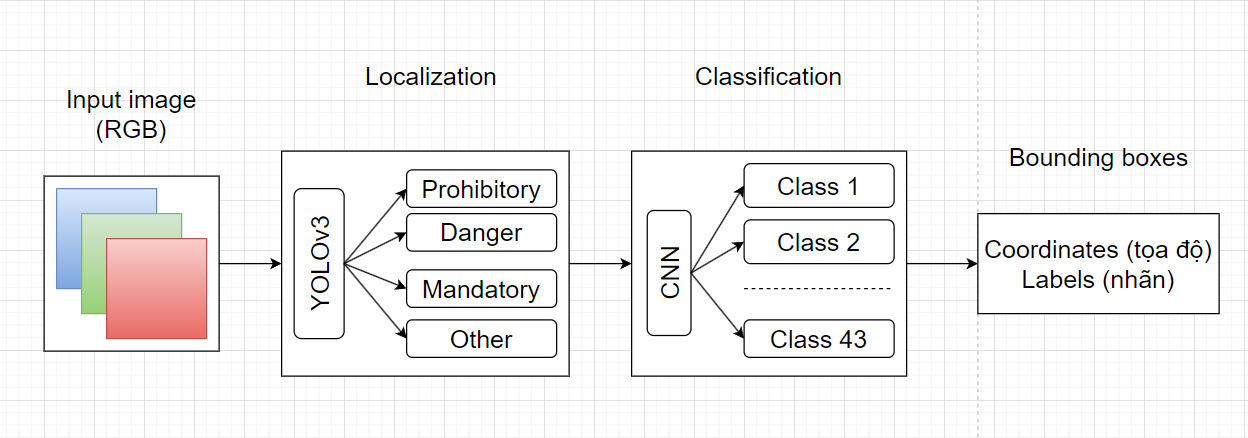 Input image
(RGB)
Localization
YOLOv3
Prohibitory
Danger
Mandatory
Other
Classification
CNN
Class 1
Class 2
Class 43
Bounding boxes
Coordinates (tọa độ)
Labels (nhãn)